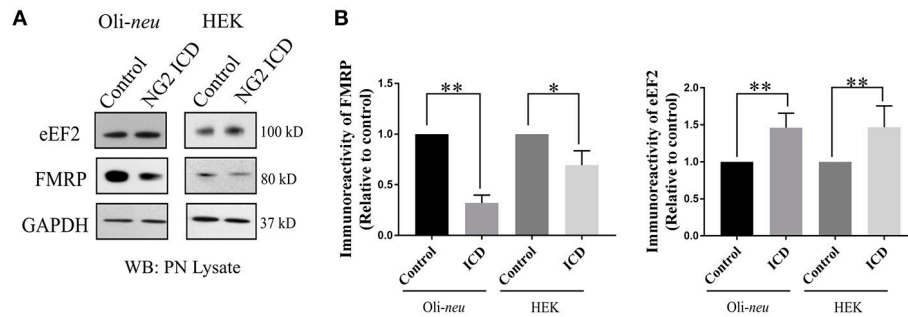 A
Oli-neu HEK
Control NG2 ICD Control NG2 ICD
eEF2 100 kD
FMRP 80 kD
GAPDH 37 kD
WB: PN Lysate
B
Immunoreactivity of FMRP
(Relative to control)
1.5
1.0
0.5
0.0
** *
Control ICD Control ICD
Oli-neu HEK
Immunoreactivity of eEF2
(Relative to control)
2.0
1.5
1.0
0.5
0.0
** **
Control ICD Control ICD
Oli-neu HEK